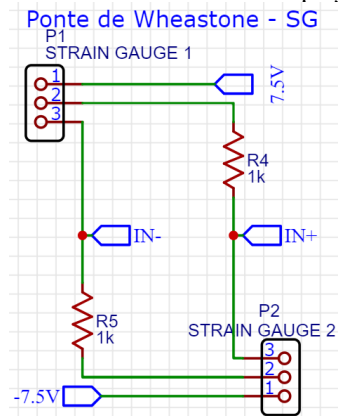 Ponte de Wheastone - SG
P1
STRAIN GAUGE 1
1
2
3
7.5V
R4
1k
IN-
IN+
R5
1k
P2
STRAIN GAUGE 2
3
2
1
-7.5V